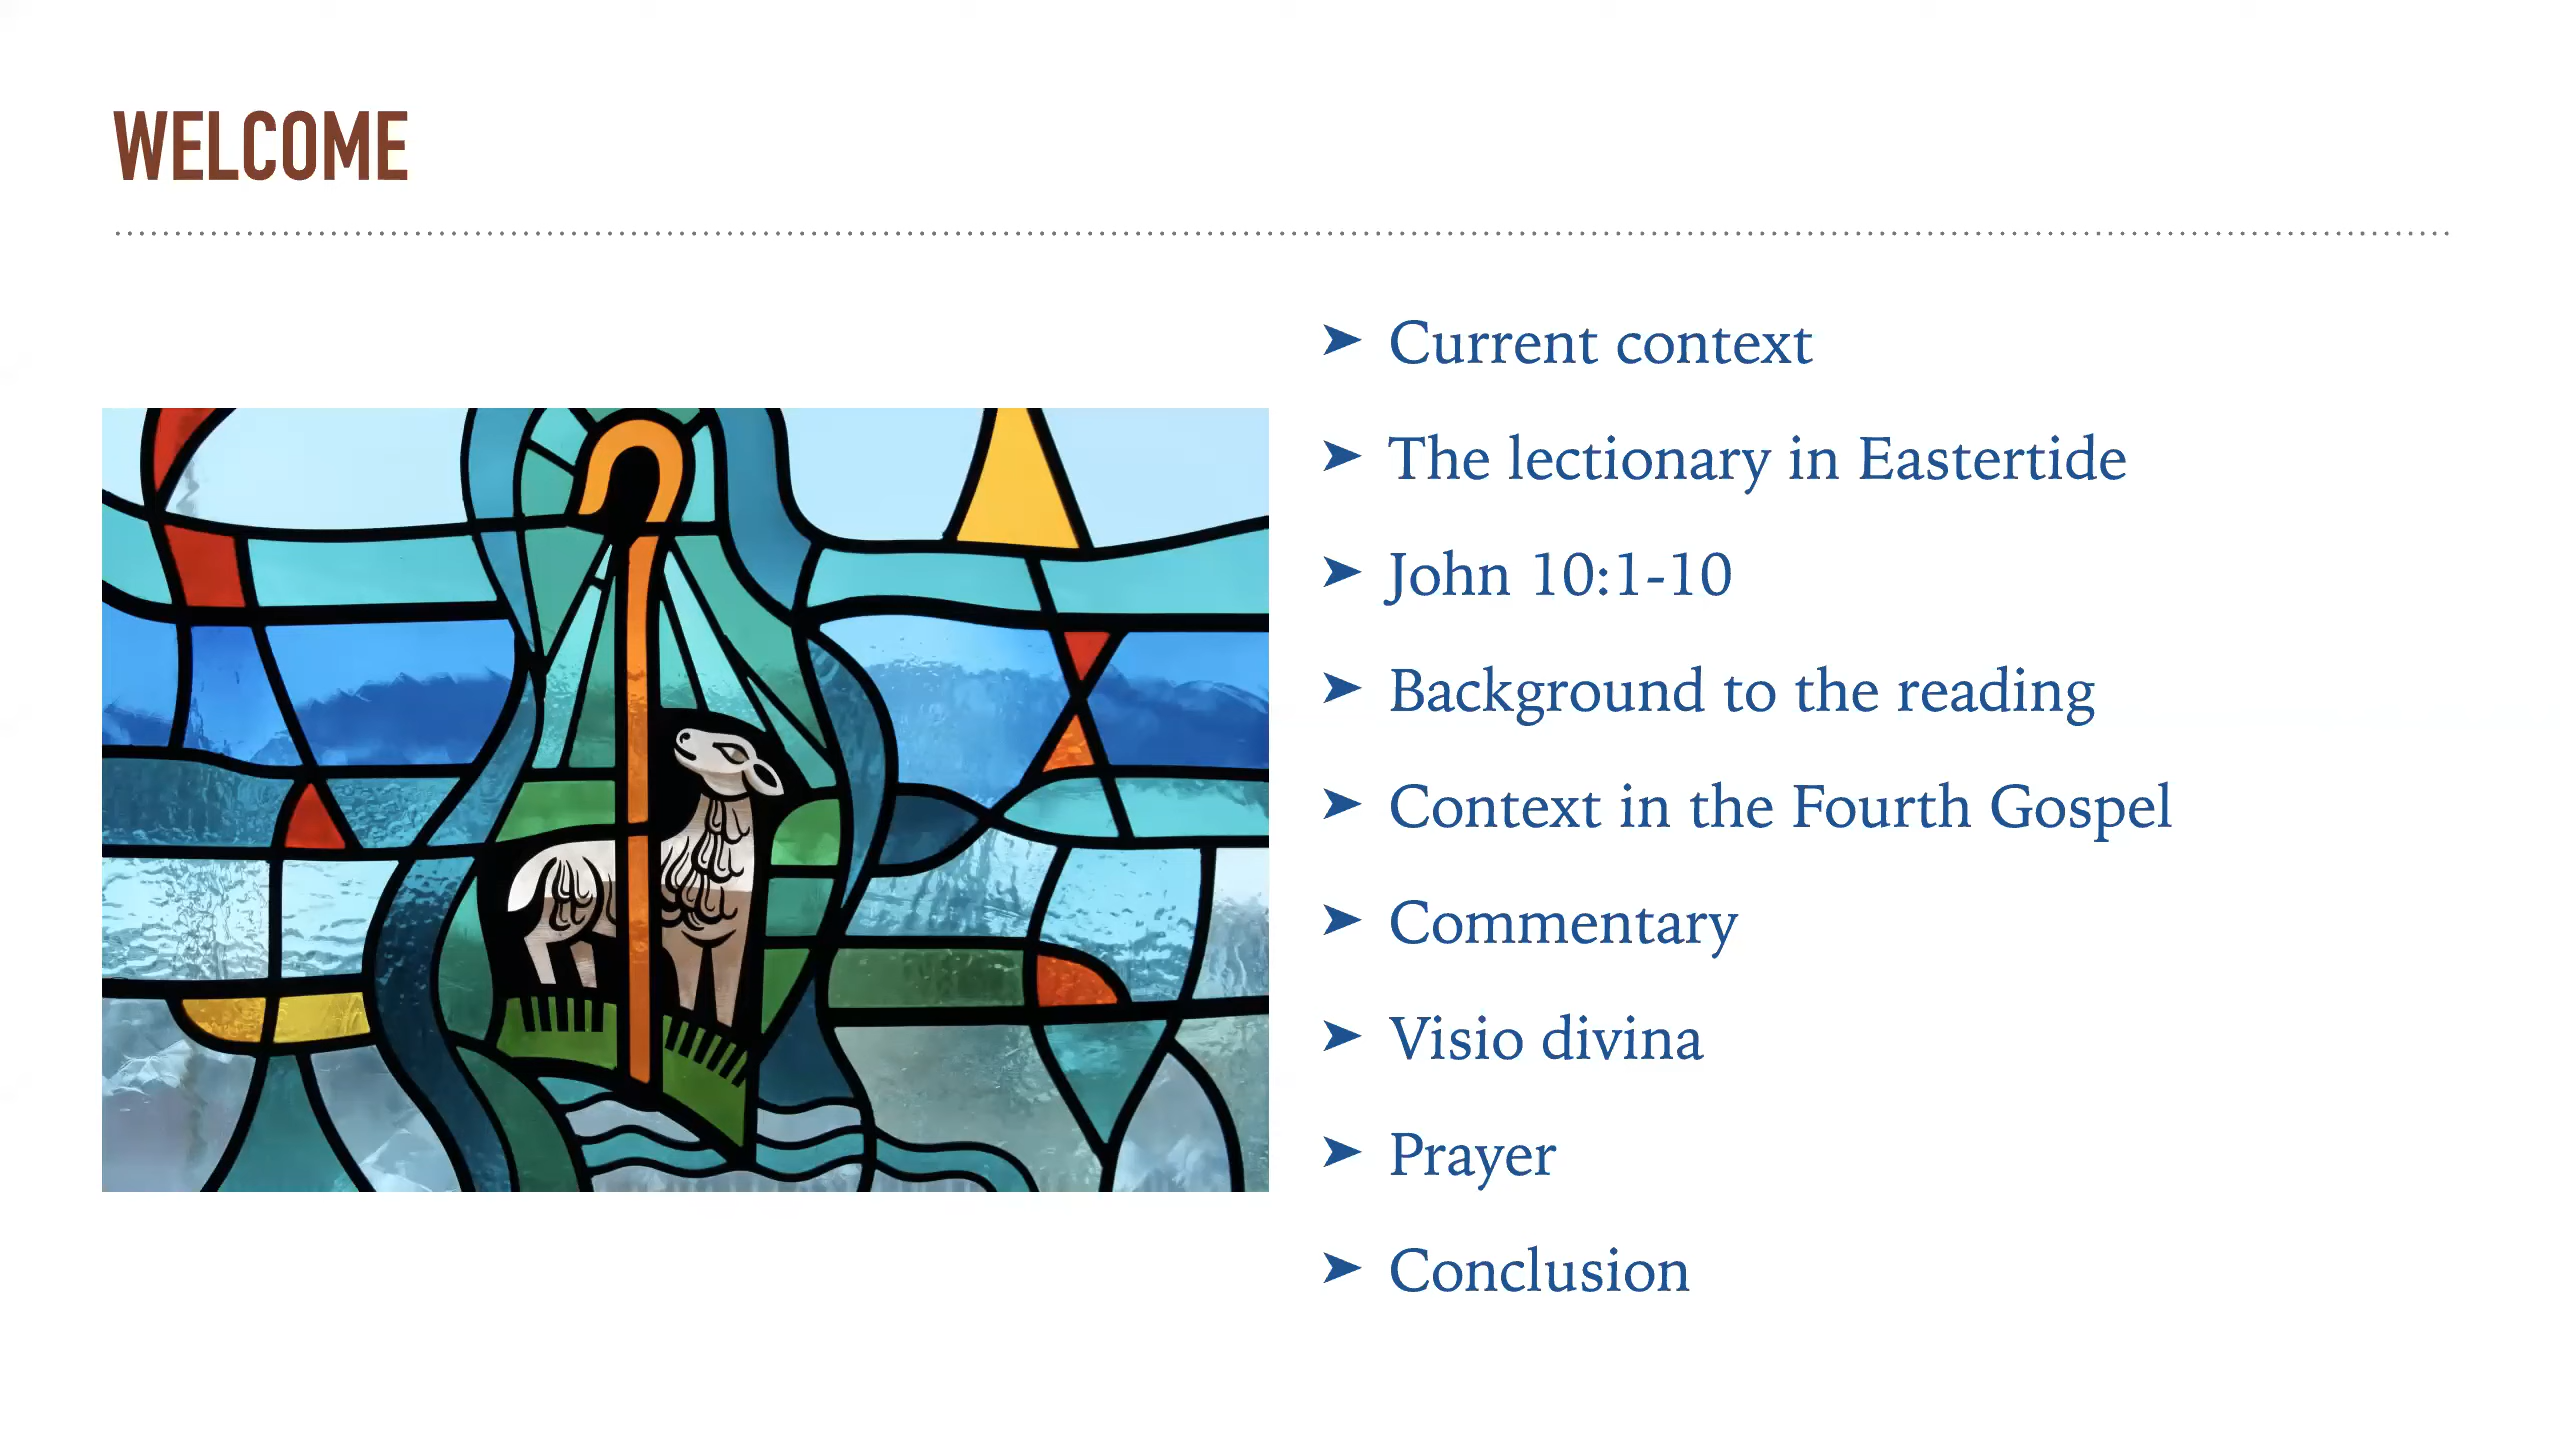 WELCOME
➤ Current context
➤ The lectionary in Eastertide
➤ John 10:1-10
➤ Background to the reading
➤ Context in the Fourth Gospel
➤ Commentary
➤ Visio divina
➤ Prayer
➤ Conclusion